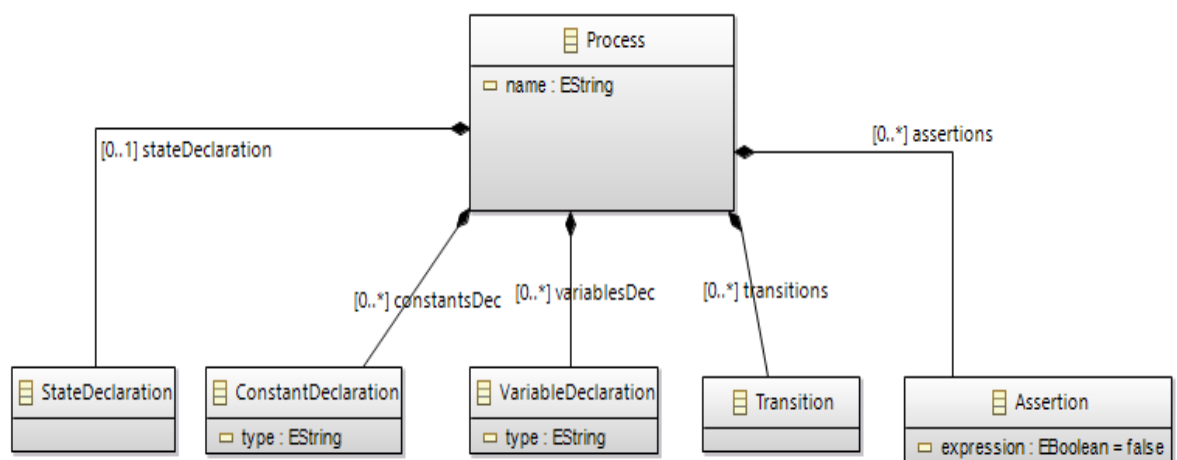 Process
name : EString
[0..1] stateDeclaration
[0..*] assertions
[0..*] constantsDec
[0..*] variablesDec
[0..*] transitions
StateDeclaration
ConstantDeclaration
type : EString
VariableDeclaration
type : EString
Transition
Assertion
expression : EBoolean = false